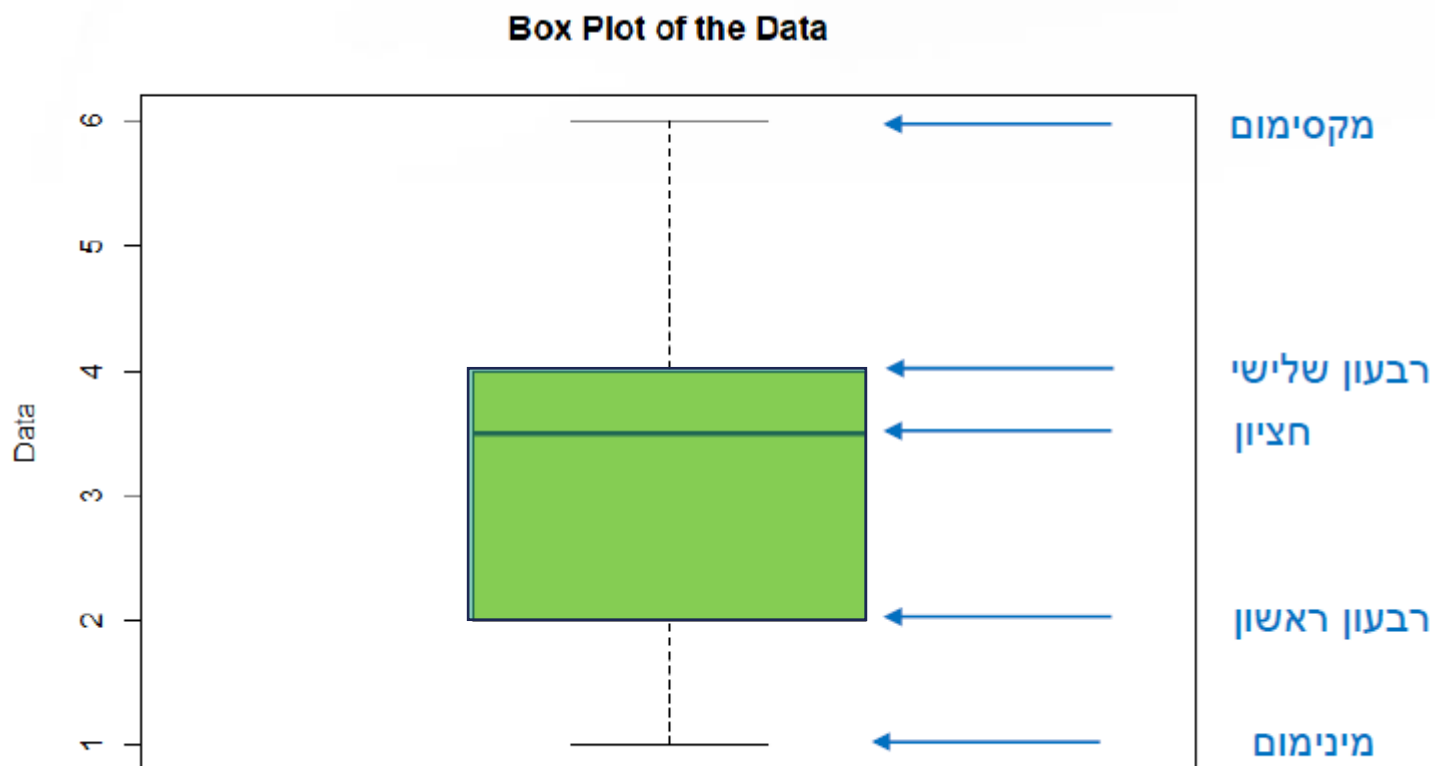 Box Plot of the Data
6
מקסימום
5
4
רבעון שלישי
Data
חציון
3
2
רבעון ראשון
1
מינימום